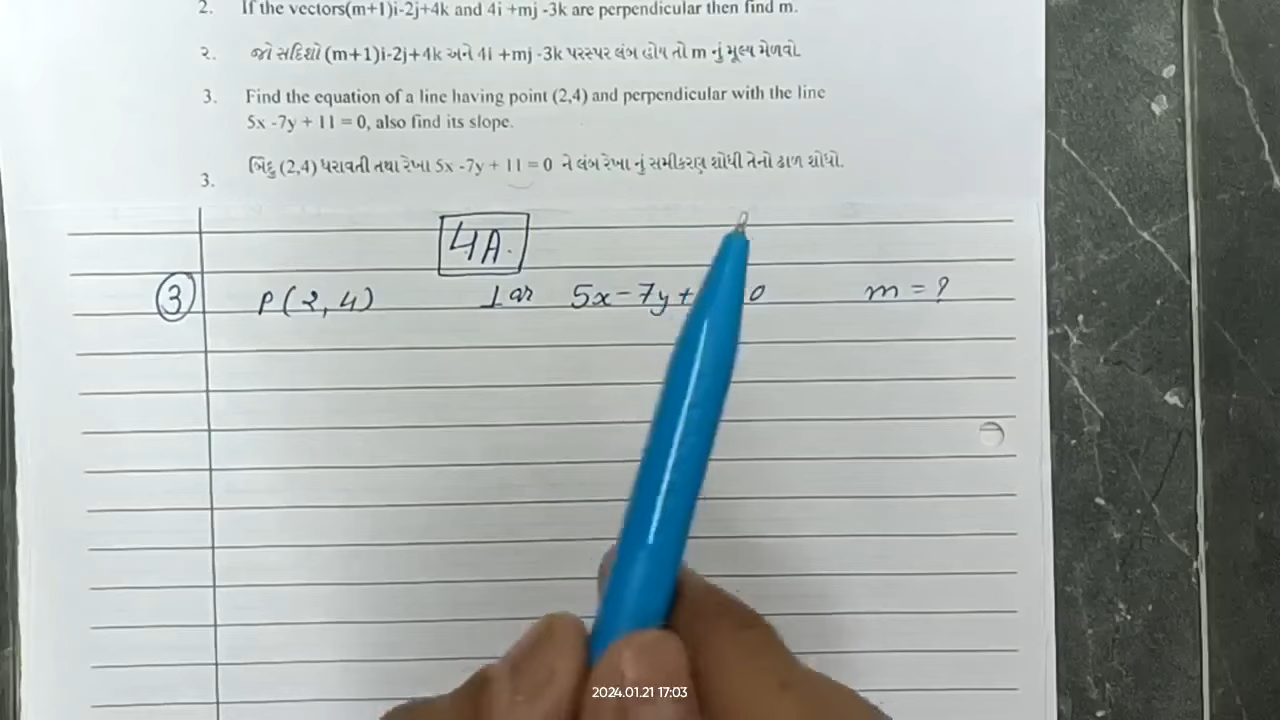 2. If the vectors(m+1)i-2j+4k and 4i +mj -3k are perpendicular then find m.
૨. જો સદિશો (m+1)i-2j+4k અને 4i +mj -3k પરસ્પર લંબ હોય તો m નું મૂલ્ય મેળવો.
3. Find the equation of a line having point (2,4) and perpendicular with the line
5x -7y + 11 = 0, also find its slope.
બિંદુ (2,4) ધરાવતી તથા રેખા 5x -7y + 11 = 0 ને લંબ રેખા નું સમીકરણ શોધી તેનો ઢાળ શોધો.
3.
4A.
3 P(2,4) ⊥ar 5x-7y+ 0 m = ?
2024.01.21 17:03